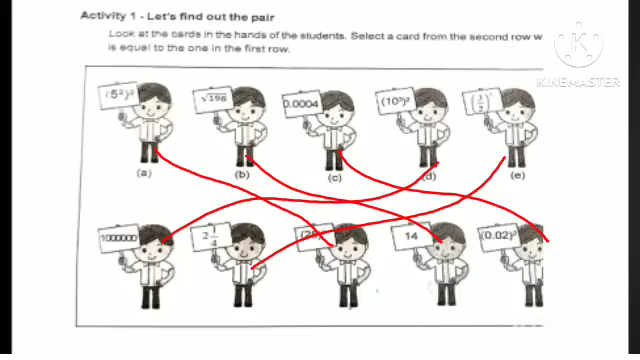 Activity 1 - Let's find out the pair
Look at the cards in the hands of the students. Select a card from the second row w
is equal to the one in the first row.
KINEMASTER
(5²)² √196 0.0004 (10³)²
(a) (b) (c) (d) (e)
1000000 2 1/4 14 (0.02)²